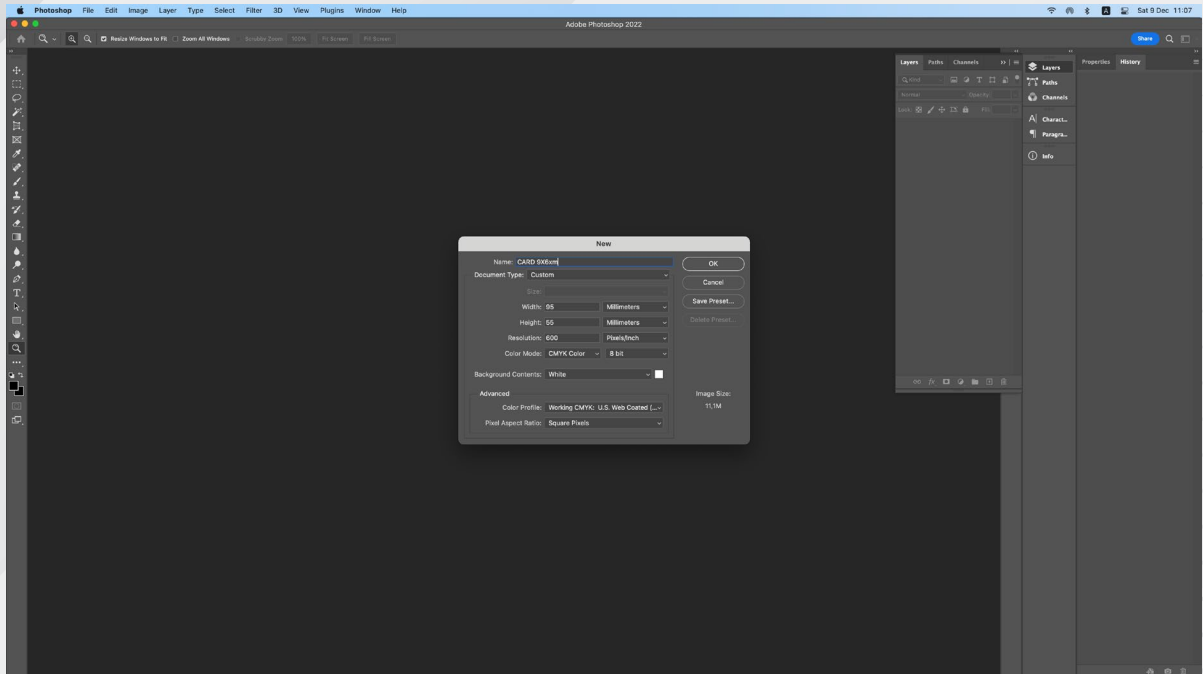 Photoshop File Edit Image Layer Type Select Filter 3D View Plugins Window Help
A Sat 9 Dec 11:07
Adobe Photoshop 2022
Resize Windows to Fit Zoom All Windows Scrubby Zoom 100% Fit Screen Fill Screen
Share
Layers Paths Channels
Kind
Normal Opacity:
Lock: Fill:
Layers
Paths
Channels
Charact...
Paragra...
Info
Properties History
New
Name: CARD 9X6xm
Document Type: Custom
Size:
Width: 95 Millimeters
Height: 55 Millimeters
Resolution: 600 Pixels/Inch
Color Mode: CMYK Color 8 bit
Background Contents: White
Advanced
Color Profile: Working CMYK: U.S. Web Coated (...
Pixel Aspect Ratio: Square Pixels
OK
Cancel
Save Preset...
Delete Preset...
Image Size:
11,1M